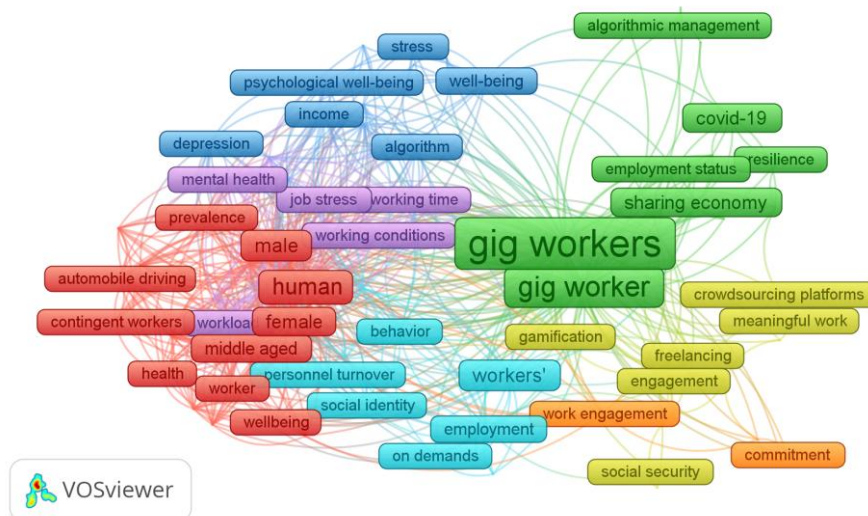 algorithmic management
stress
psychological well-being
well-being
income
covid-19
depression
algorithm
resilience
employment status
mental health
job stress
working time
sharing economy
prevalence
male
working conditions
gig workers
automobile driving
human
gig worker
crowdsourcing platforms
contingent workers
workload
female
behavior
gamification
meaningful work
middle aged
freelancing
health
personnel turnover
workers'
engagement
worker
social identity
wellbeing
employment
work engagement
on demands
commitment
social security
VOSviewer